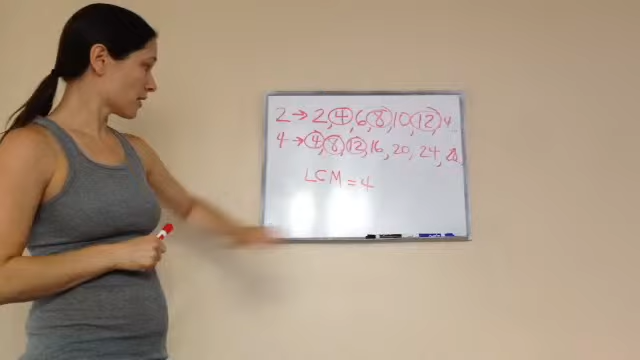 2 → 2, 4, 6, 8, 10, 12,
4 → 4, 8, 12, 16, 20, 24,
LCM = 4